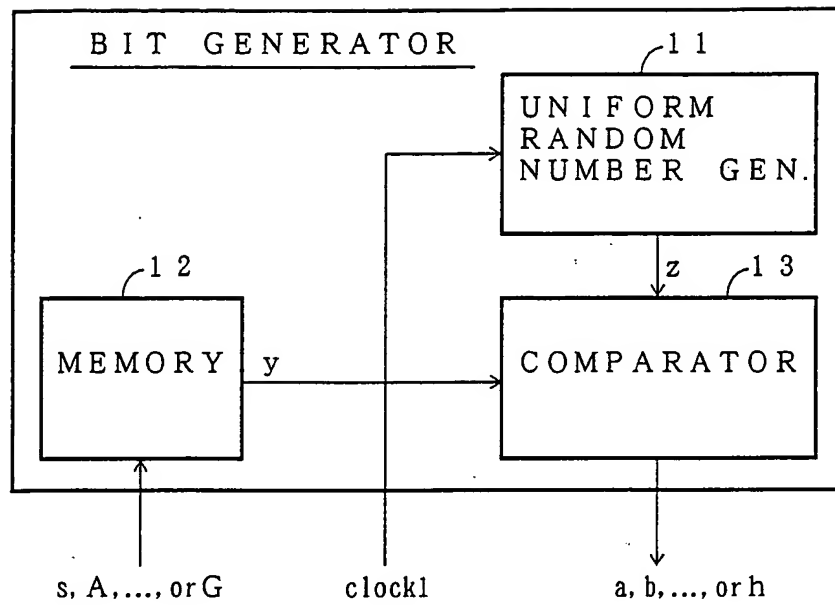 BIT GENERATOR
11
UNIFORM
RANDOM
NUMBER GEN.
z
12
13
MEMORY
y
COMPARATOR
s, A,..., or G
clock1
a, b,..., or h